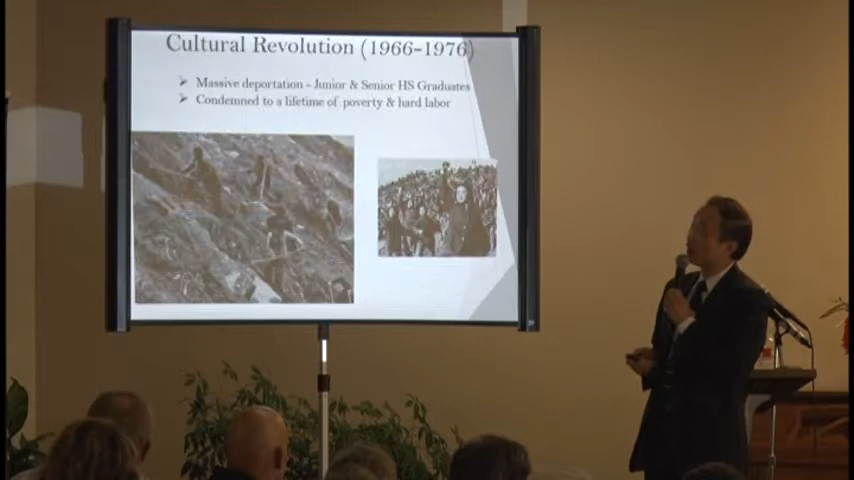 Cultural Revolution (1966-1976)
➢ Massive deportation – Junior & Senior HS Graduates
➢ Condemned to a lifetime of poverty & hard labor